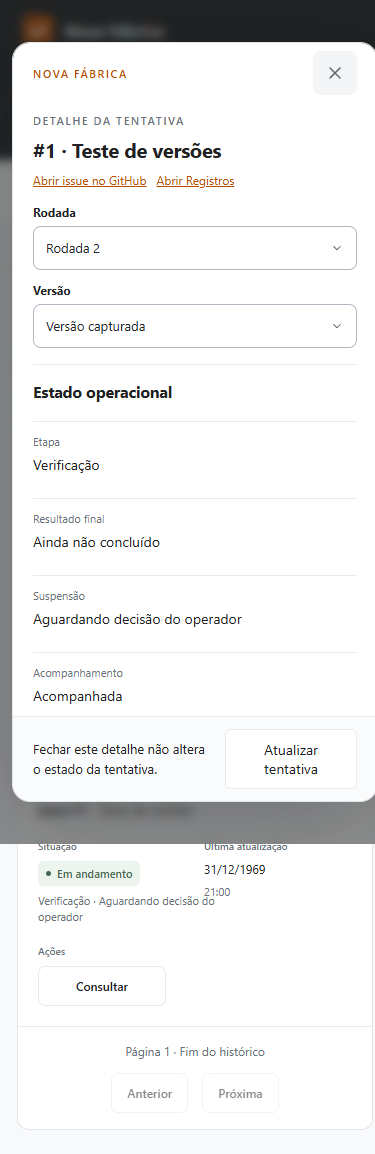 NOVA FÁBRICA
DETALHE DA TENTATIVA
#1 · Teste de versões
Abrir issue no GitHub Abrir Registros
Rodada
Rodada 2
Versão
Versão capturada
Estado operacional
Etapa
Verificação
Resultado final
Ainda não concluído
Suspensão
Aguardando decisão do operador
Acompanhamento
Acompanhada
Fechar este detalhe não altera
o estado da tentativa.
Atualizar
tentativa
Situação
Em andamento
Verificação · Aguardando decisão do
operador
Última atualização
31/12/1969
21:00
Ações
Consultar
Página 1 · Fim do histórico
Anterior Próxima